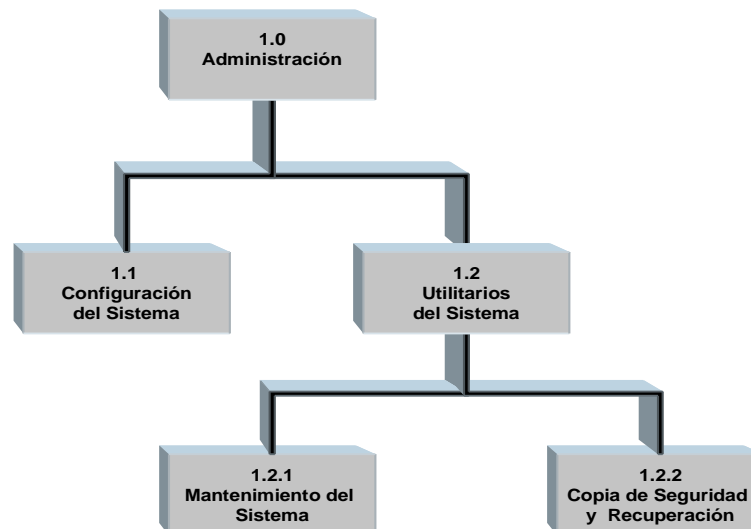 1.0
Administración
1.1
Configuración
del Sistema
1.2
Utilitarios
del Sistema
1.2.1
Mantenimiento del
Sistema
1.2.2
Copia de Seguridad
y Recuperación